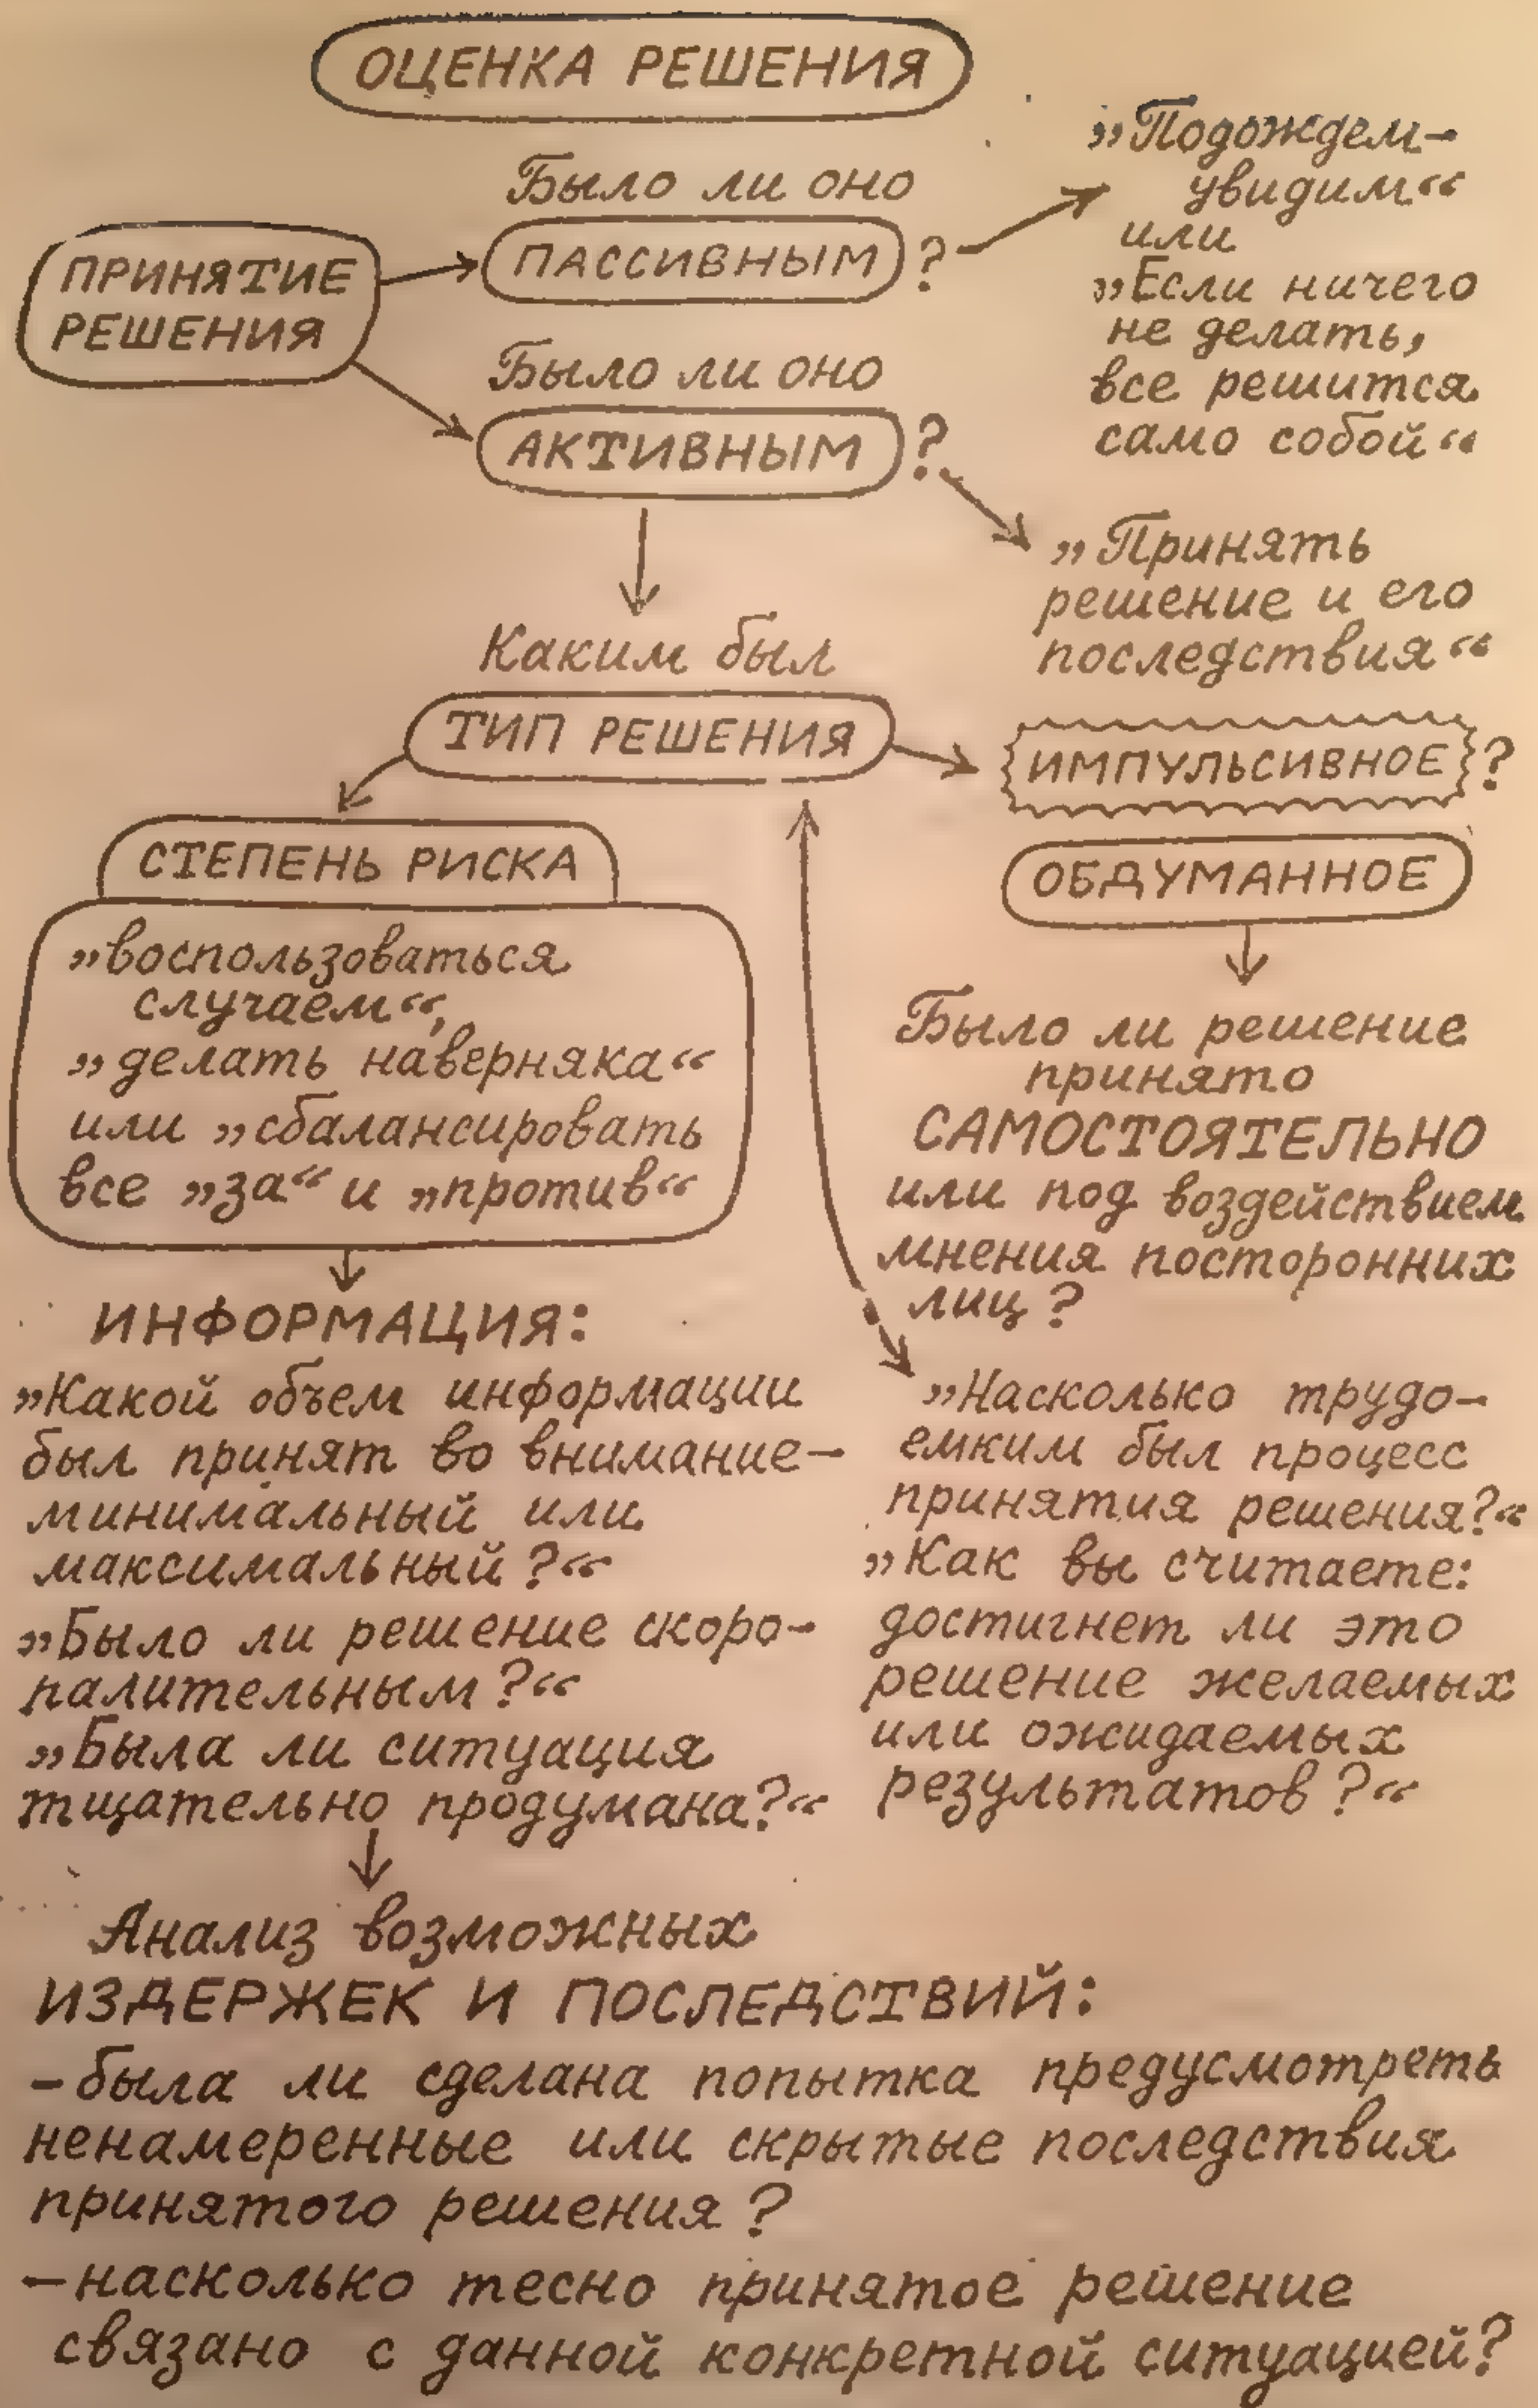 ОЦЕНКА РЕШЕНИЯ
ПРИНЯТИЕ
РЕШЕНИЯ
Было ли оно
ПАССИВНЫМ ?
„Подождем-
увидим“
или
„Если ничего
не делать,
все решится
само собой“
Было ли оно
АКТИВНЫМ ?
„Принять
решение и его
последствия“
Каким был
ТИП РЕШЕНИЯ
ИМПУЛЬСИВНОЕ ?
ОБДУМАННОЕ
Было ли решение
принято
САМОСТОЯТЕЛЬНО
или под воздействием
мнения посторонних
лиц?
СТЕПЕНЬ РИСКА
„воспользоваться
случаем“,
„делать наверняка“
или „сбалансировать
все „за“ и „против“
ИНФОРМАЦИЯ:
„Какой объем информации
был принят во внимание-
минимальный или
максимальный?“
„Было ли решение скоро-
палительным?“
„Была ли ситуация
тщательно продумана?“
„Насколько трудо-
емким был процесс
принятия решения?“
„Как вы считаете:
достигнет ли это
решение желаемых
или ожидаемых
результатов?“
Анализ возможных
ИЗДЕРЖЕК И ПОСЛЕДСТВИЙ:
-была ли сделана попытка предусмотреть
ненамеренные или скрытые последствия
принятого решения?
-насколько тесно принятое решение
связано с данной конкретной ситуацией?